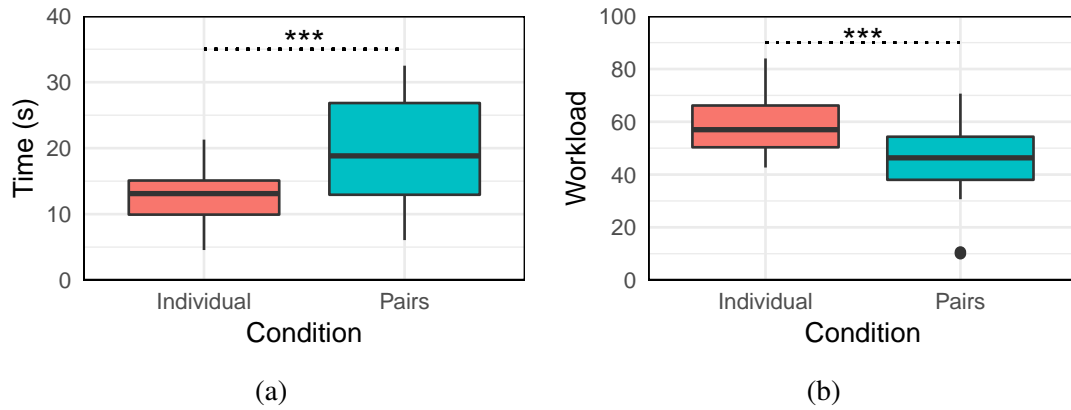 40
30
20
10
0
Time (s)
***
Individual
Pairs
Condition
(a)
100
80
60
40
20
0
Workload
***
Individual
Pairs
Condition
(b)